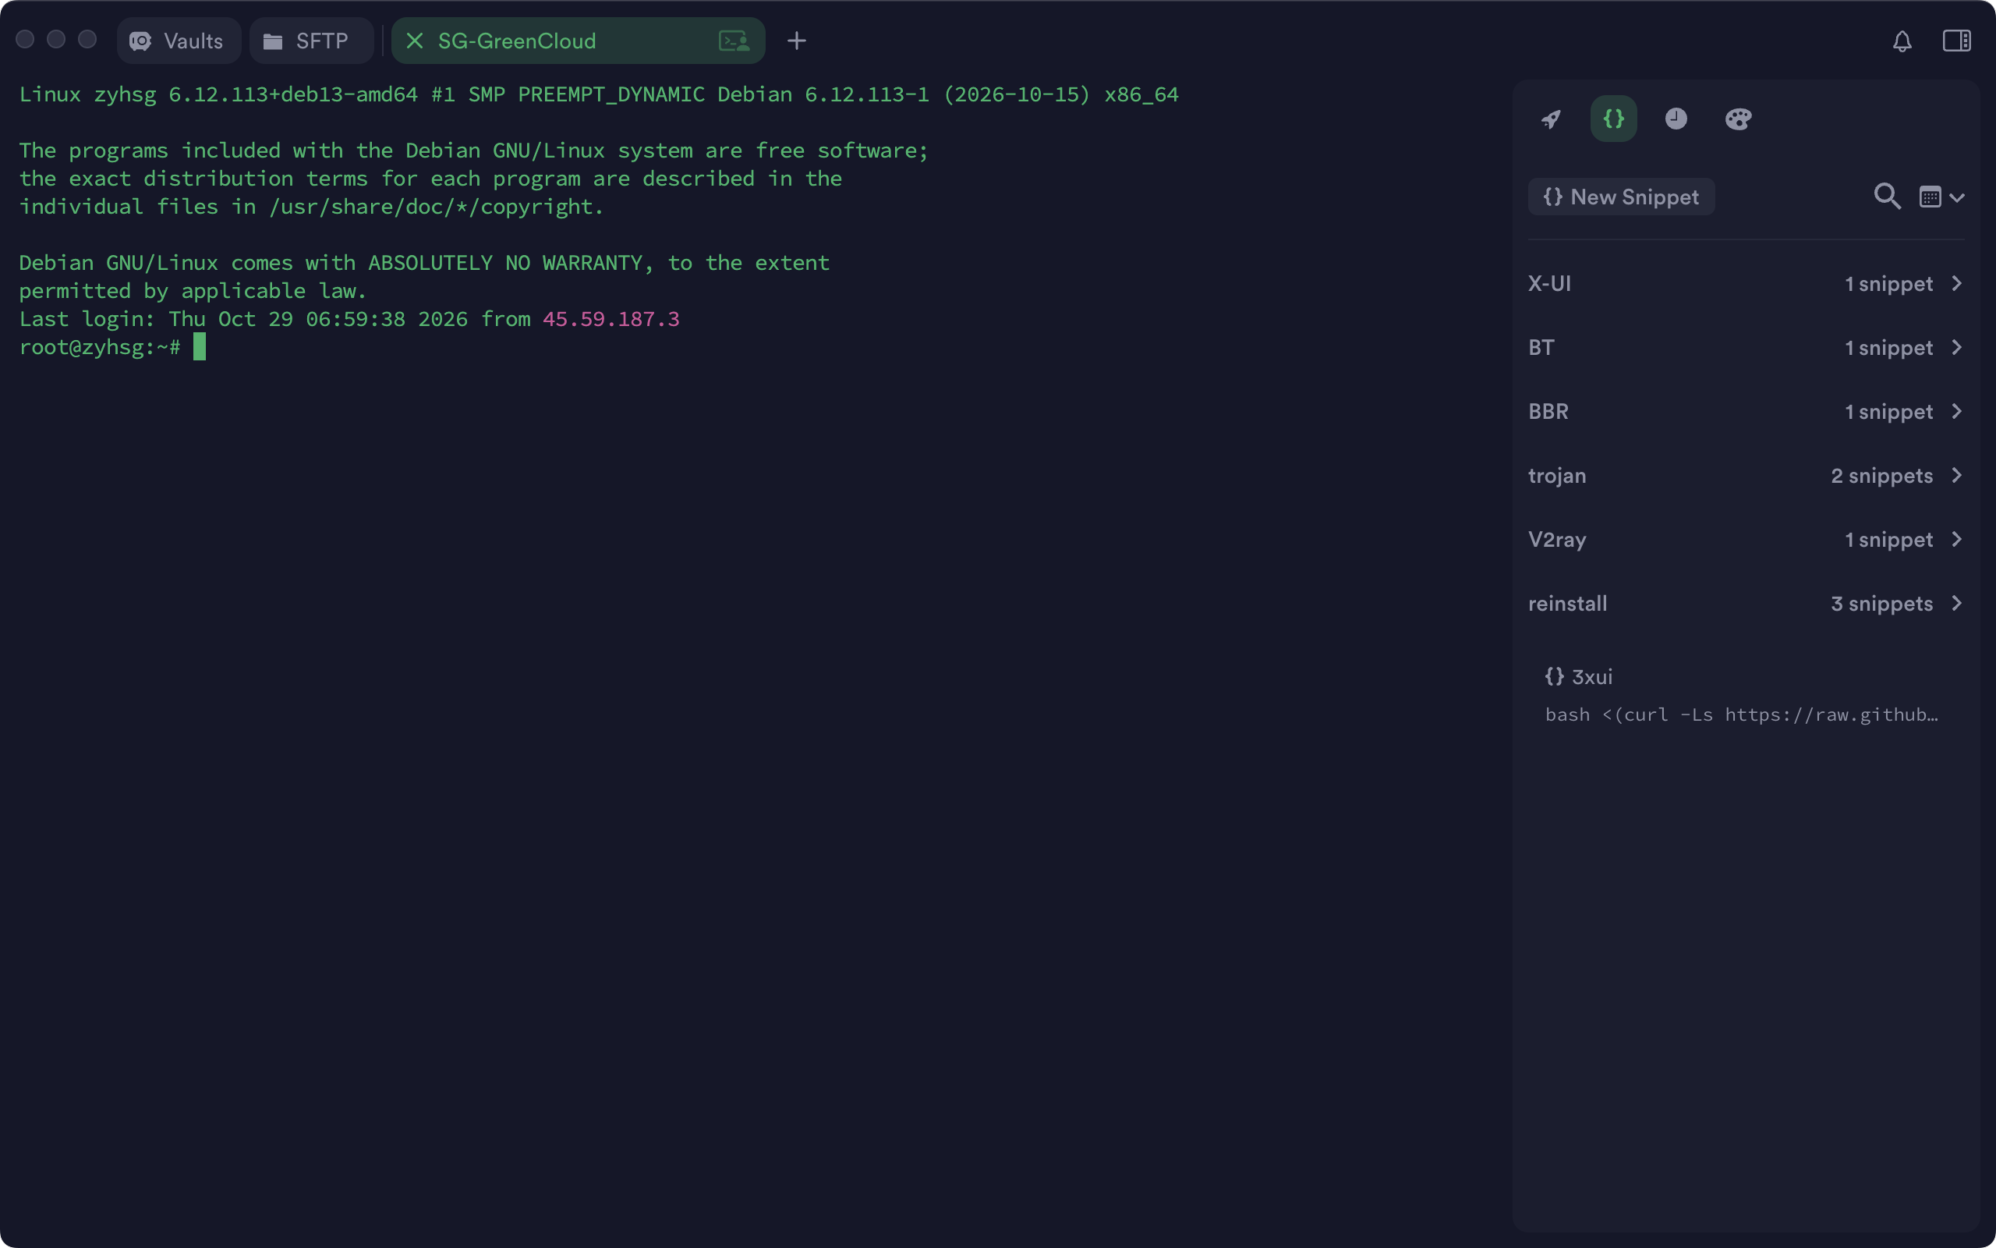 Vaults
SFTP
SG-GreenCloud
Linux zyhsg 6.12.113+deb13-amd64 #1 SMP PREEMPT_DYNAMIC Debian 6.12.113-1 (2026-10-15) x86_64
The programs included with the Debian GNU/Linux system are free software;
the exact distribution terms for each program are described in the
individual files in /usr/share/doc/*/copyright.
Debian GNU/Linux comes with ABSOLUTELY NO WARRANTY, to the extent
permitted by applicable law.
Last login: Thu Oct 29 06:59:38 2026 from 45.59.187.3
root@zyhsg:~#
{} New Snippet
X-UI 1 snippet
BT 1 snippet
BBR 1 snippet
trojan 2 snippets
V2ray 1 snippet
reinstall 3 snippets
{} 3xui
bash <(curl -Ls https://raw.github…